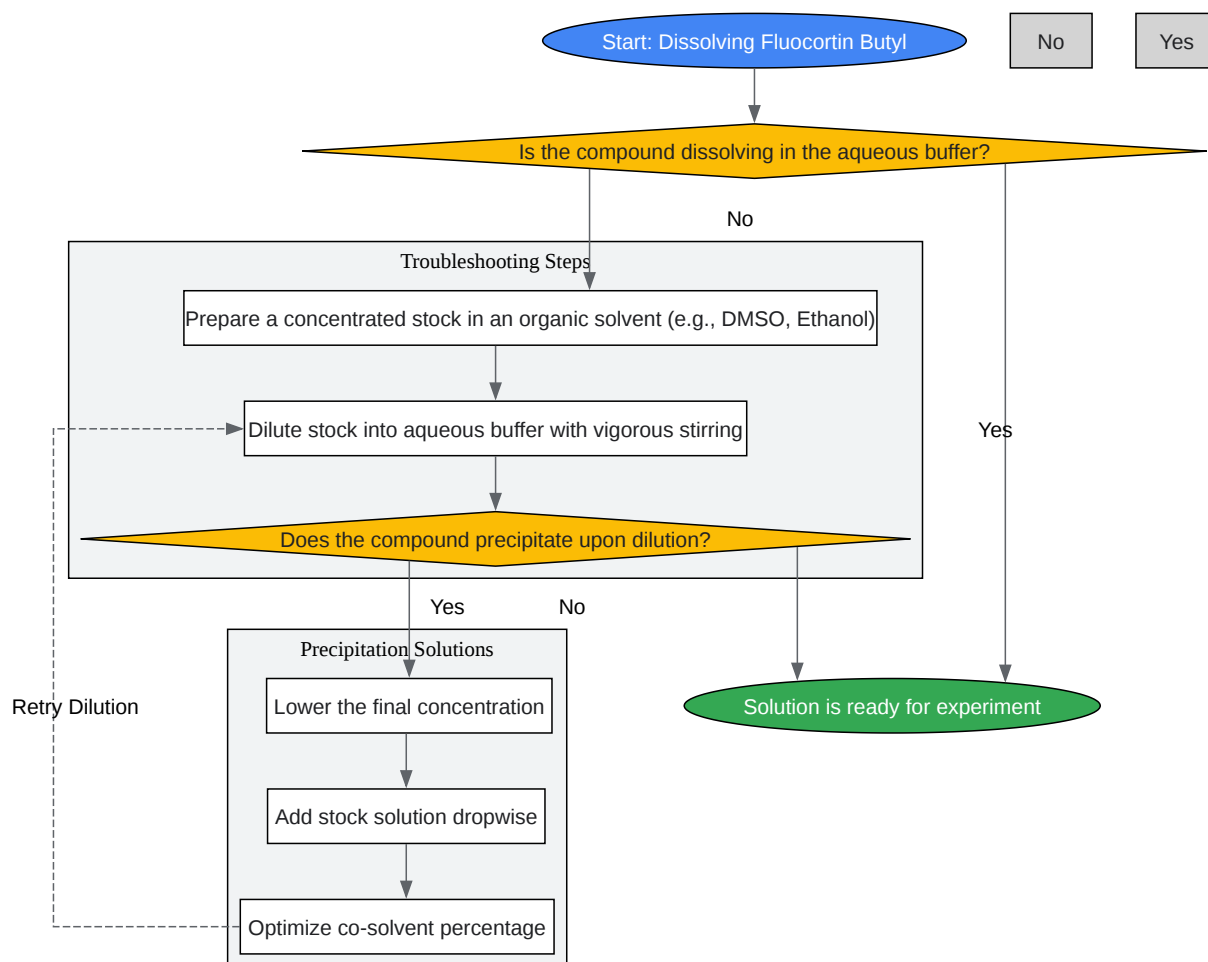 Start: Dissolving Fluocortin Butyl
No
Yes
Is the compound dissolving in the aqueous buffer?
No
Troubleshooting Steps
Prepare a concentrated stock in an organic solvent (e.g., DMSO, Ethanol)
Dilute stock into aqueous buffer with vigorous stirring
Yes
Does the compound precipitate upon dilution?
Yes
No
Precipitation Solutions
Lower the final concentration
Solution is ready for experiment
Retry Dilution
Add stock solution dropwise
Optimize co-solvent percentage